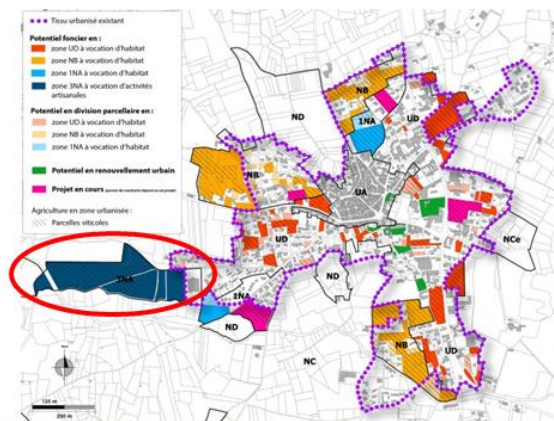 Tissu urbanisé existant
Potentiel foncier en :
zone UD à vocation d'habitat
zone NB à vocation d'habitat
zone 1NA à vocation d'habitat
zone 3NA à vocation d'activités
artisanales
Potentiel en division parcellaire en :
zone UD à vocation d'habitat
zone NB à vocation d'habitat
zone 1NA à vocation d'habitat
Potentiel en renouvellement urbain
Projet en cours
Agriculture en zone urbanisée :
Parcelles viticoles
ND
NB
1NA
UD
NB
UA
NCe
3NA
UD
1NA
ND
ND
NC
NB
UD
125 m
250 m